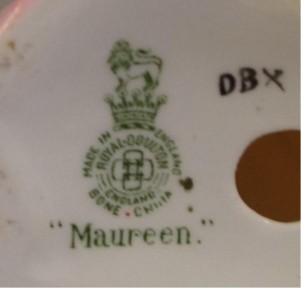 DBX
MADE IN ENGLAND
ROYAL·DOULTON
ENGLAND
BONE·CHINA
"Maureen."